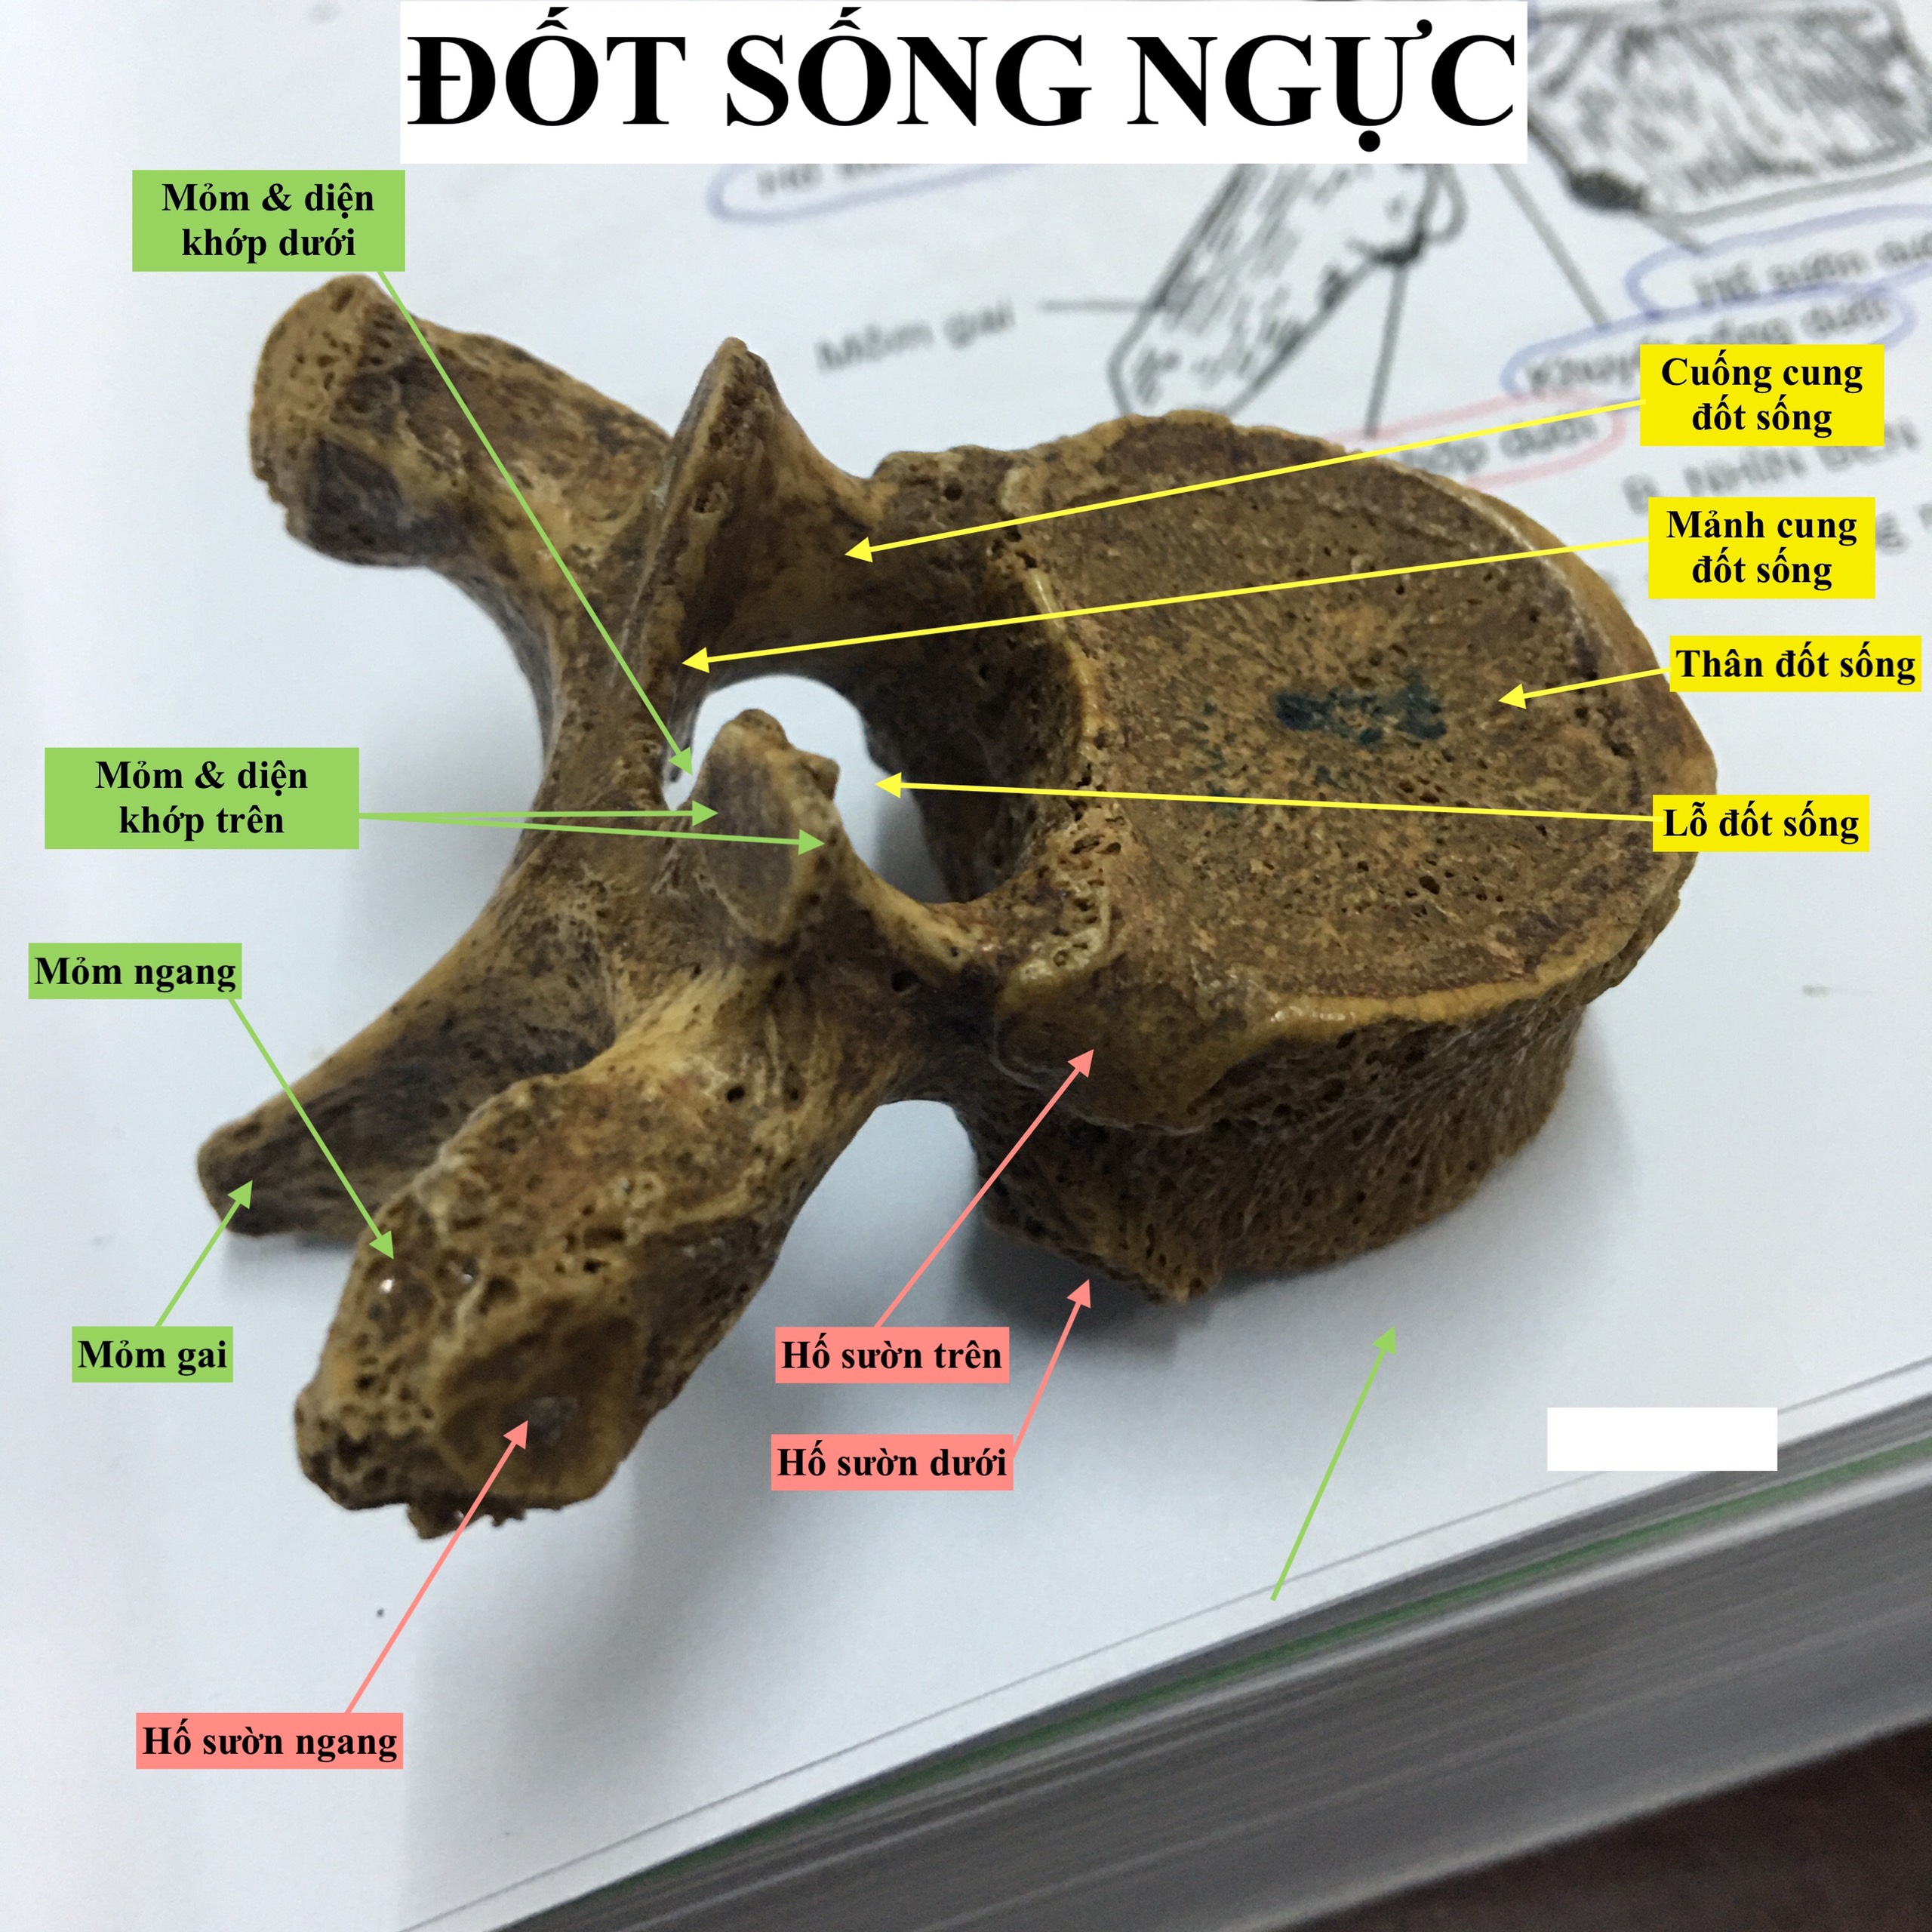 ĐỐT SỐNG NGỰC
Mỏm & diện
khớp dưới
Mỏm gai
Hố sườn
Cuống cung
đốt sống
Mảnh cung
đốt sống
Thân đốt sống
Mỏm & diện
khớp trên
Lỗ đốt sống
Mỏm ngang
Mỏm gai
Hố sườn trên
Hố sườn dưới
Hố sườn ngang